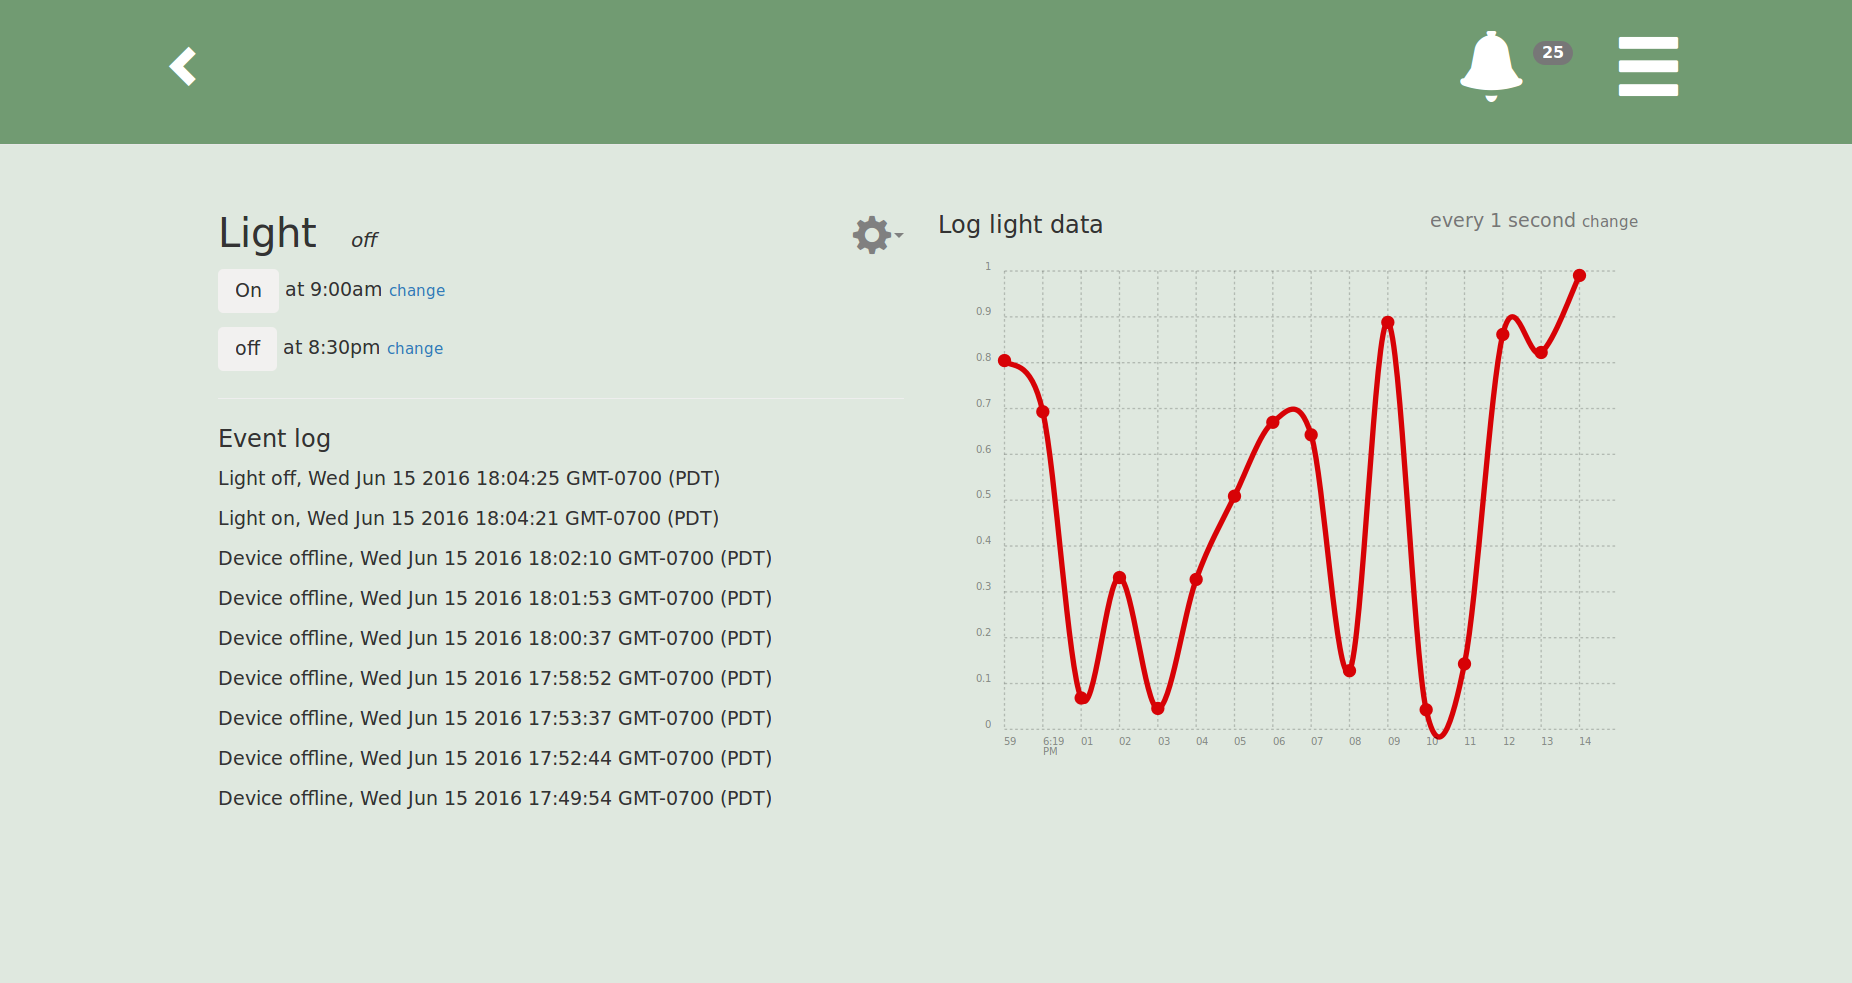 25
Light off
On at 9:00am change
off at 8:30pm change
Event log
Light off, Wed Jun 15 2016 18:04:25 GMT-0700 (PDT)
Light on, Wed Jun 15 2016 18:04:21 GMT-0700 (PDT)
Device offline, Wed Jun 15 2016 18:02:10 GMT-0700 (PDT)
Device offline, Wed Jun 15 2016 18:01:53 GMT-0700 (PDT)
Device offline, Wed Jun 15 2016 18:00:37 GMT-0700 (PDT)
Device offline, Wed Jun 15 2016 17:58:52 GMT-0700 (PDT)
Device offline, Wed Jun 15 2016 17:53:37 GMT-0700 (PDT)
Device offline, Wed Jun 15 2016 17:52:44 GMT-0700 (PDT)
Device offline, Wed Jun 15 2016 17:49:54 GMT-0700 (PDT)
Log light data
every 1 second change
1
0.9
0.8
0.7
0.6
0.5
0.4
0.3
0.2
0.1
0
59 6:19 01 02 03 04 05 06 07 08 09 10 11 12 13 14
PM